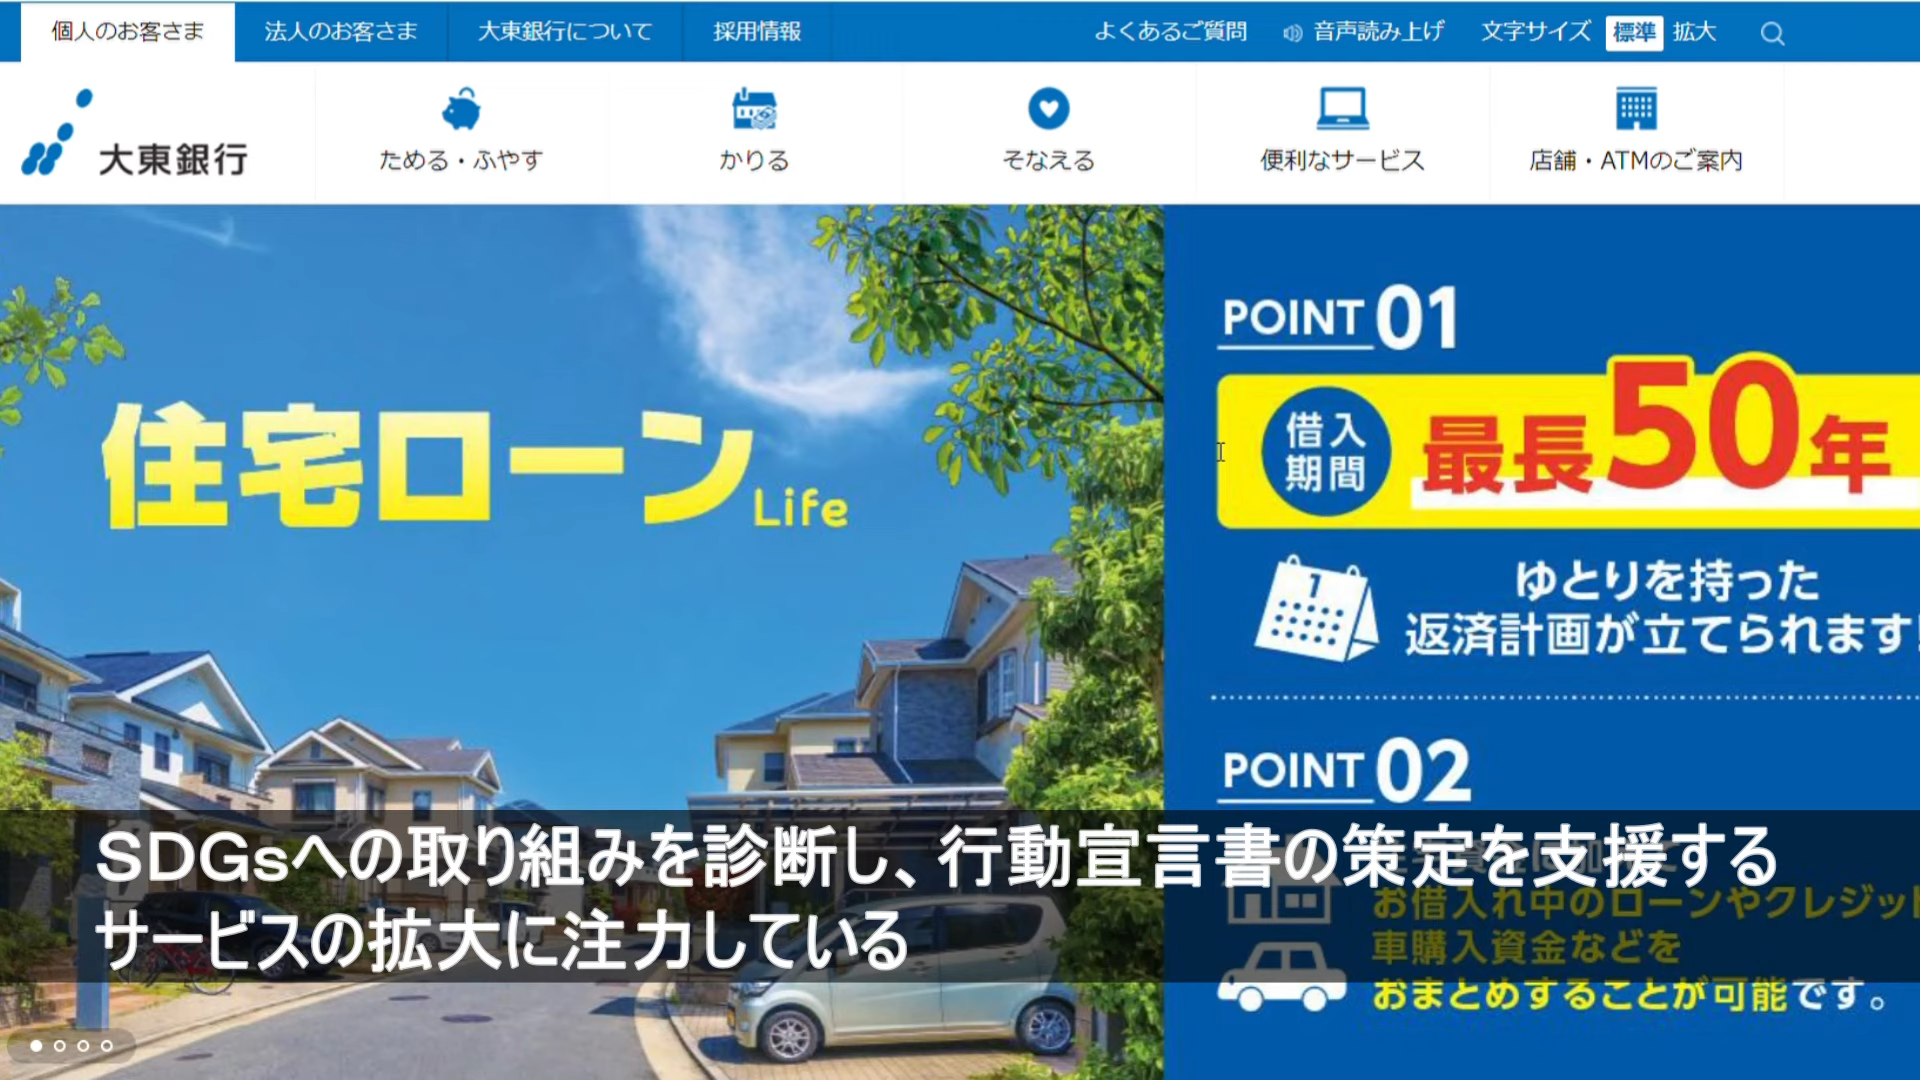 個人のお客さま
法人のお客さま
大東銀行について
採用情報
よくあるご質問
音声読み上げ
文字サイズ
標準
拡大
大東銀行
ためる・ふやす
かりる
そなえる
便利なサービス
店舗・ATMのご案内
住宅ローン Life
POINT 01
借入
期間
最長50年
1
ゆとりを持った
返済計画が立てられます!
POINT 02
お借入れ中のローンやクレジット
車購入資金などを
おまとめすることが可能です。
SDGsへの取り組みを診断し、行動宣言書の策定を支援する
サービスの拡大に注力している